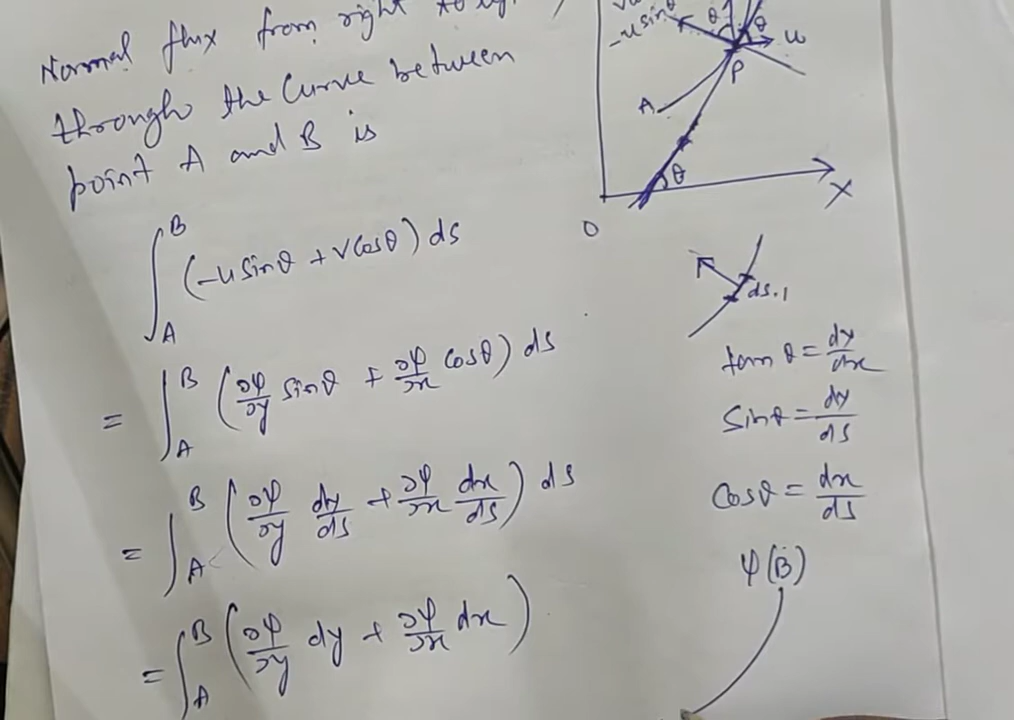 Normal flux from right to
through the Curve between
point A and B is
∫_A^B (-u sinθ + v cosθ) ds
= ∫_A^B (∂ψ/∂y sinθ + ∂ψ/∂x cosθ) ds
= ∫_A^B (∂ψ/∂y dy/ds + ∂ψ/∂x dx/ds) ds
= ∫_A^B (∂ψ/∂y dy + ∂ψ/∂x dx)
-u sinθ
θ
θ
u
P
A
θ
X
O
ds.1
tan θ = dy/dx
Sinθ = dy/ds
Cosθ = dx/ds
ψ(B)